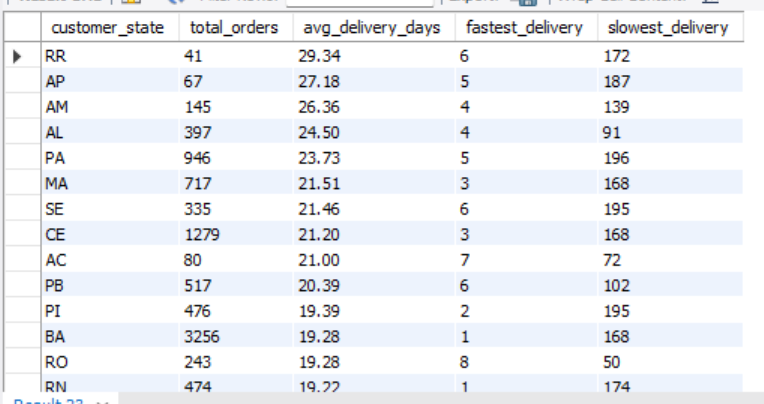 customer_state total_orders avg_delivery_days fastest_delivery slowest_delivery
RR 41 29.34 6 172
AP 67 27.18 5 187
AM 145 26.36 4 139
AL 397 24.50 4 91
PA 946 23.73 5 196
MA 717 21.51 3 168
SE 335 21.46 6 195
CE 1279 21.20 3 168
AC 80 21.00 7 72
PB 517 20.39 6 102
PI 476 19.39 2 195
BA 3256 19.28 1 168
RO 243 19.28 8 50
RN 474 19.22 1 174